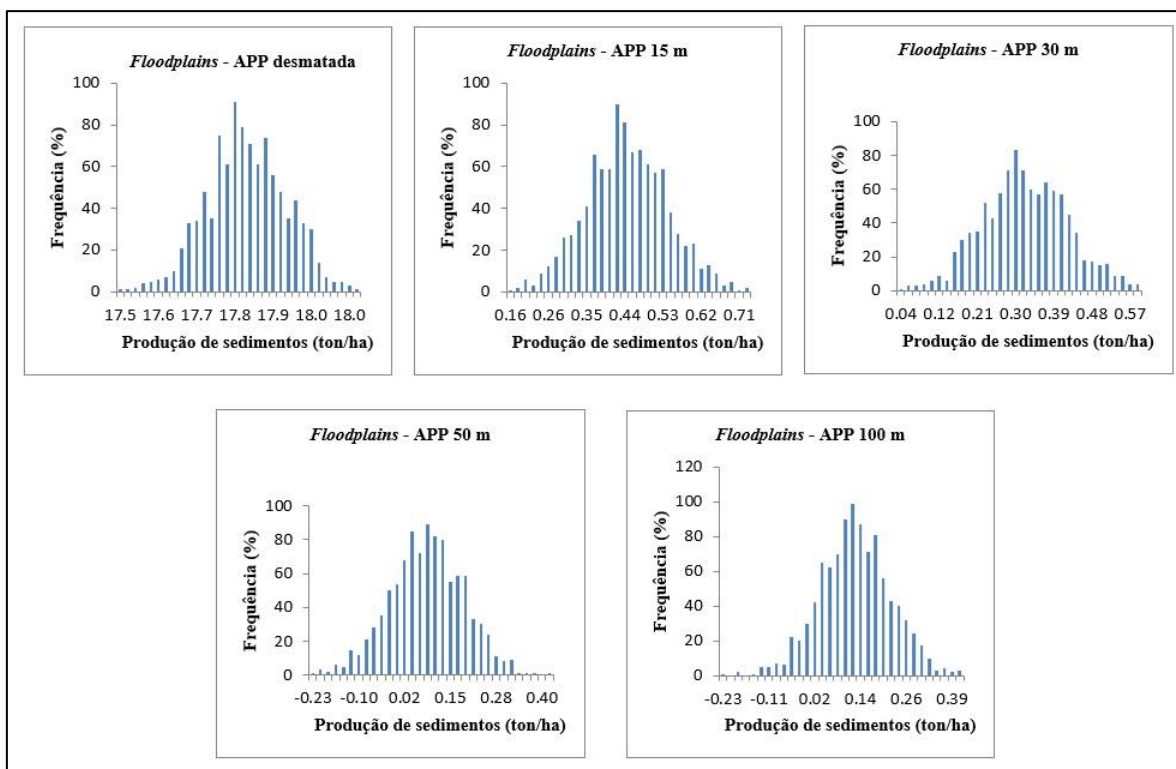 Floodplains - APP desmatada
100
80
60
40
20
0
Frequência (%)
17.5 17.6 17.7 17.8 17.9 18.0 18.0
Produção de sedimentos (ton/ha)
Floodplains - APP 15 m
100
80
60
40
20
0
Frequência (%)
0.16 0.26 0.35 0.44 0.53 0.62 0.71
Produção de sedimentos (ton/ha)
Floodplains - APP 30 m
100
80
60
40
20
0
Frequência (%)
0.04 0.12 0.21 0.30 0.39 0.48 0.57
Produção de sedimentos (ton/ha)
Floodplains - APP 50 m
100
80
60
40
20
0
Frequência (%)
-0.23 -0.10 0.02 0.15 0.28 0.40
Produção de sedimentos (ton/ha)
Floodplains - APP 100 m
120
100
80
60
40
20
0
Frequência (%)
-0.23 -0.11 0.02 0.14 0.26 0.39
Produção de sedimentos (ton/ha)